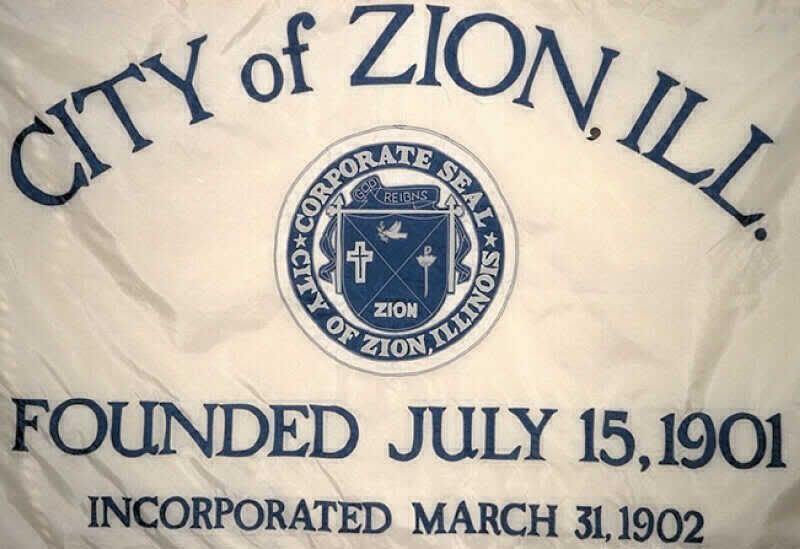 CITY of ZION, ILL.
CORPORATE SEAL
GOD REIGNS
ZION
CITY OF ZION, ILLINOIS
FOUNDED JULY 15, 1901
INCORPORATED MARCH 31, 1902